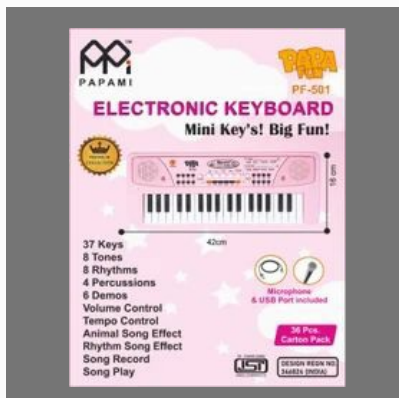 PAPAMI
PAPA
FUN
PF-501
ELECTRONIC KEYBOARD
Mini Key's! Big Fun!
16 cm
42cm
37 Keys
8 Tones
8 Rhythms
4 Percussions
6 Demos
Volume Control
Tempo Control
Animal Song Effect
Rhythm Song Effect
Song Record
Song Play
Microphone
& USB Port included
36 Pcs.
Carton Pack
DESIGN REGN NO.
346826 (INDIA)